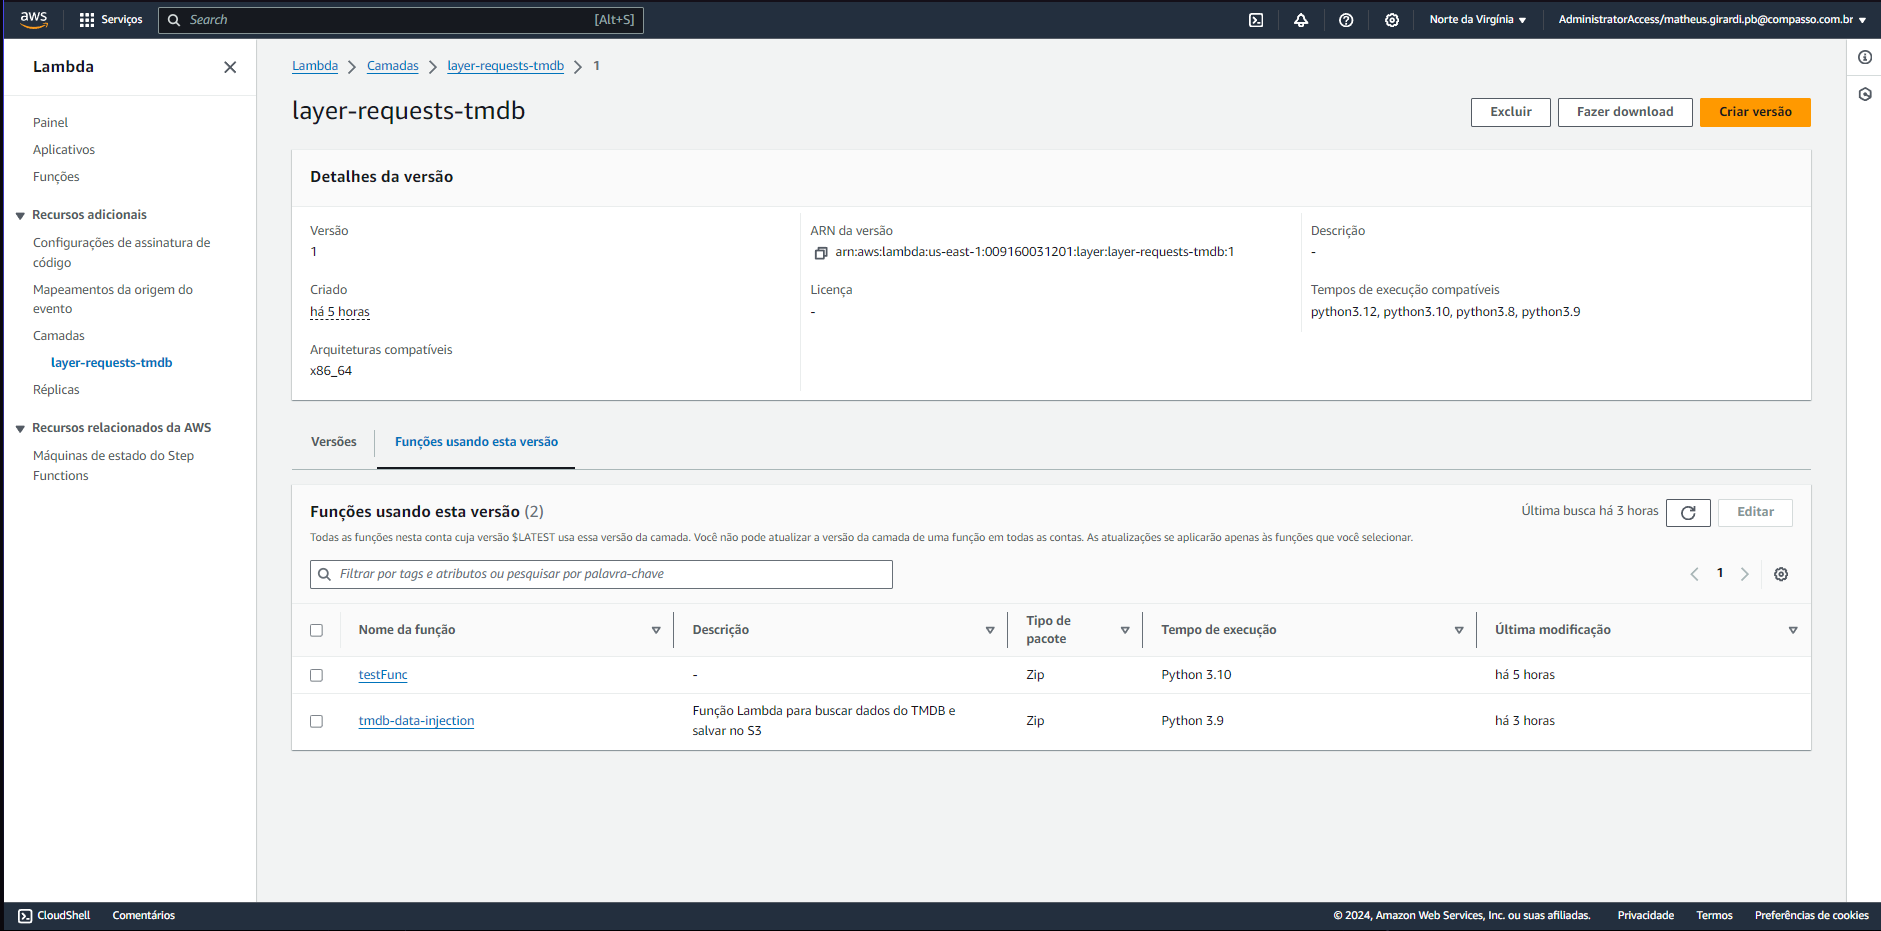 aws
Serviços
Search
[Alt+S]
Norte da Virgínia
AdministratorAccess/matheus.girardi.pb@compasso.com.br
Lambda
Painel
Aplicativos
Funções
Recursos adicionais
Configurações de assinatura de
código
Mapeamentos da origem do
evento
Camadas
layer-requests-tmdb
Réplicas
Recursos relacionados da AWS
Máquinas de estado do Step
Functions
Lambda
Camadas
layer-requests-tmdb
1
layer-requests-tmdb
Excluir
Fazer download
Criar versão
Detalhes da versão
Versão
1
Criado
há 5 horas
Arquiteturas compatíveis
x86_64
ARN da versão
arn:aws:lambda:us-east-1:009160031201:layer:layer-requests-tmdb:1
Licença
-
Descrição
-
Tempos de execução compatíveis
python3.12, python3.10, python3.8, python3.9
Versões
Funções usando esta versão
Funções usando esta versão (2)
Última busca há 3 horas
Editar
Todas as funções nesta conta cuja versão $LATEST usa essa versão da camada. Você não pode atualizar a versão da camada de uma função em todas as contas. As atualizações se aplicarão apenas às funções que você selecionar.
Filtrar por tags e atributos ou pesquisar por palavra-chave
1
Nome da função
Descrição
Tipo de
pacote
Tempo de execução
Última modificação
testFunc
-
Zip
Python 3.10
há 5 horas
tmdb-data-injection
Função Lambda para buscar dados do TMDB e
salvar no S3
Zip
Python 3.9
há 3 horas
CloudShell
Comentários
© 2024, Amazon Web Services, Inc. ou suas afiliadas.
Privacidade
Termos
Preferências de cookies